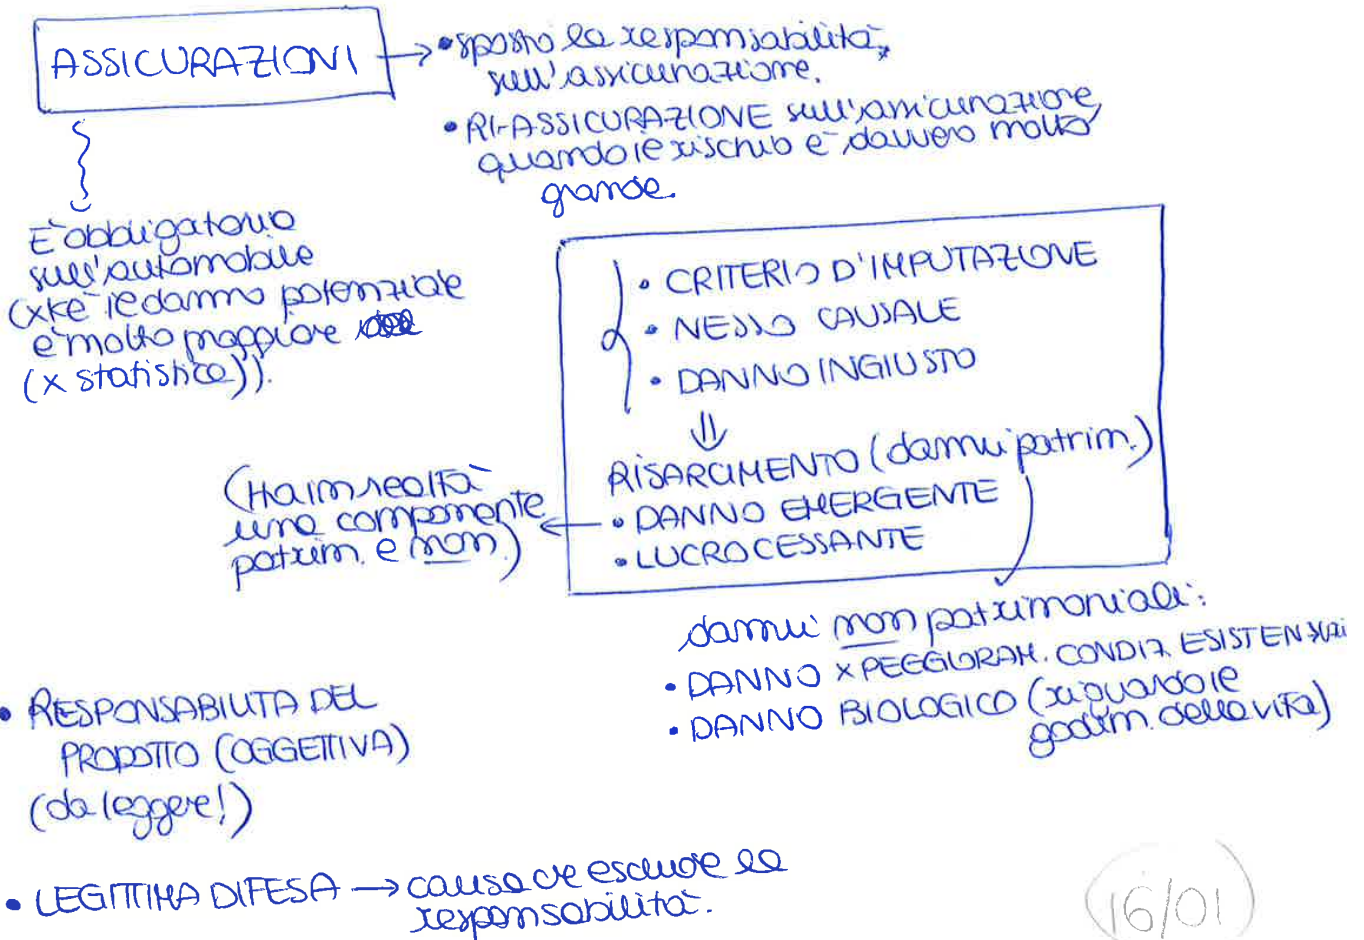 ASSICURAZIONI
→ • sposto la responsabilità
sull'assicurazione.
• RI-ASSICURAZIONE sull'assicurazione
quando il rischio è davvero molto
grande.
È obbligatorio
sull'automobile
(xkè il danno potenziale
è molto maggiore
(x statistica)).
• CRITERIO D'IMPUTAZIONE
• NESSO CAUSALE
• DANNO INGIUSTO
⇓
RISARCIMENTO (danni patrim.)
• DANNO EMERGENTE
• LUCRO CESSANTE
(Ha in realtà
una componente
patrim. e non.)
danni non patrimoniali:
• DANNO X PEGGIORAM. CONDIZ. ESISTENZIALI
• DANNO BIOLOGICO (riguarda il
godim. della vita)
• RESPONSABILITÀ DEL
PRODOTTO (OGGETTIVA)
(da leggere!)
• LEGITTIMA DIFESA → causa che esclude la
responsabilità.
16/01